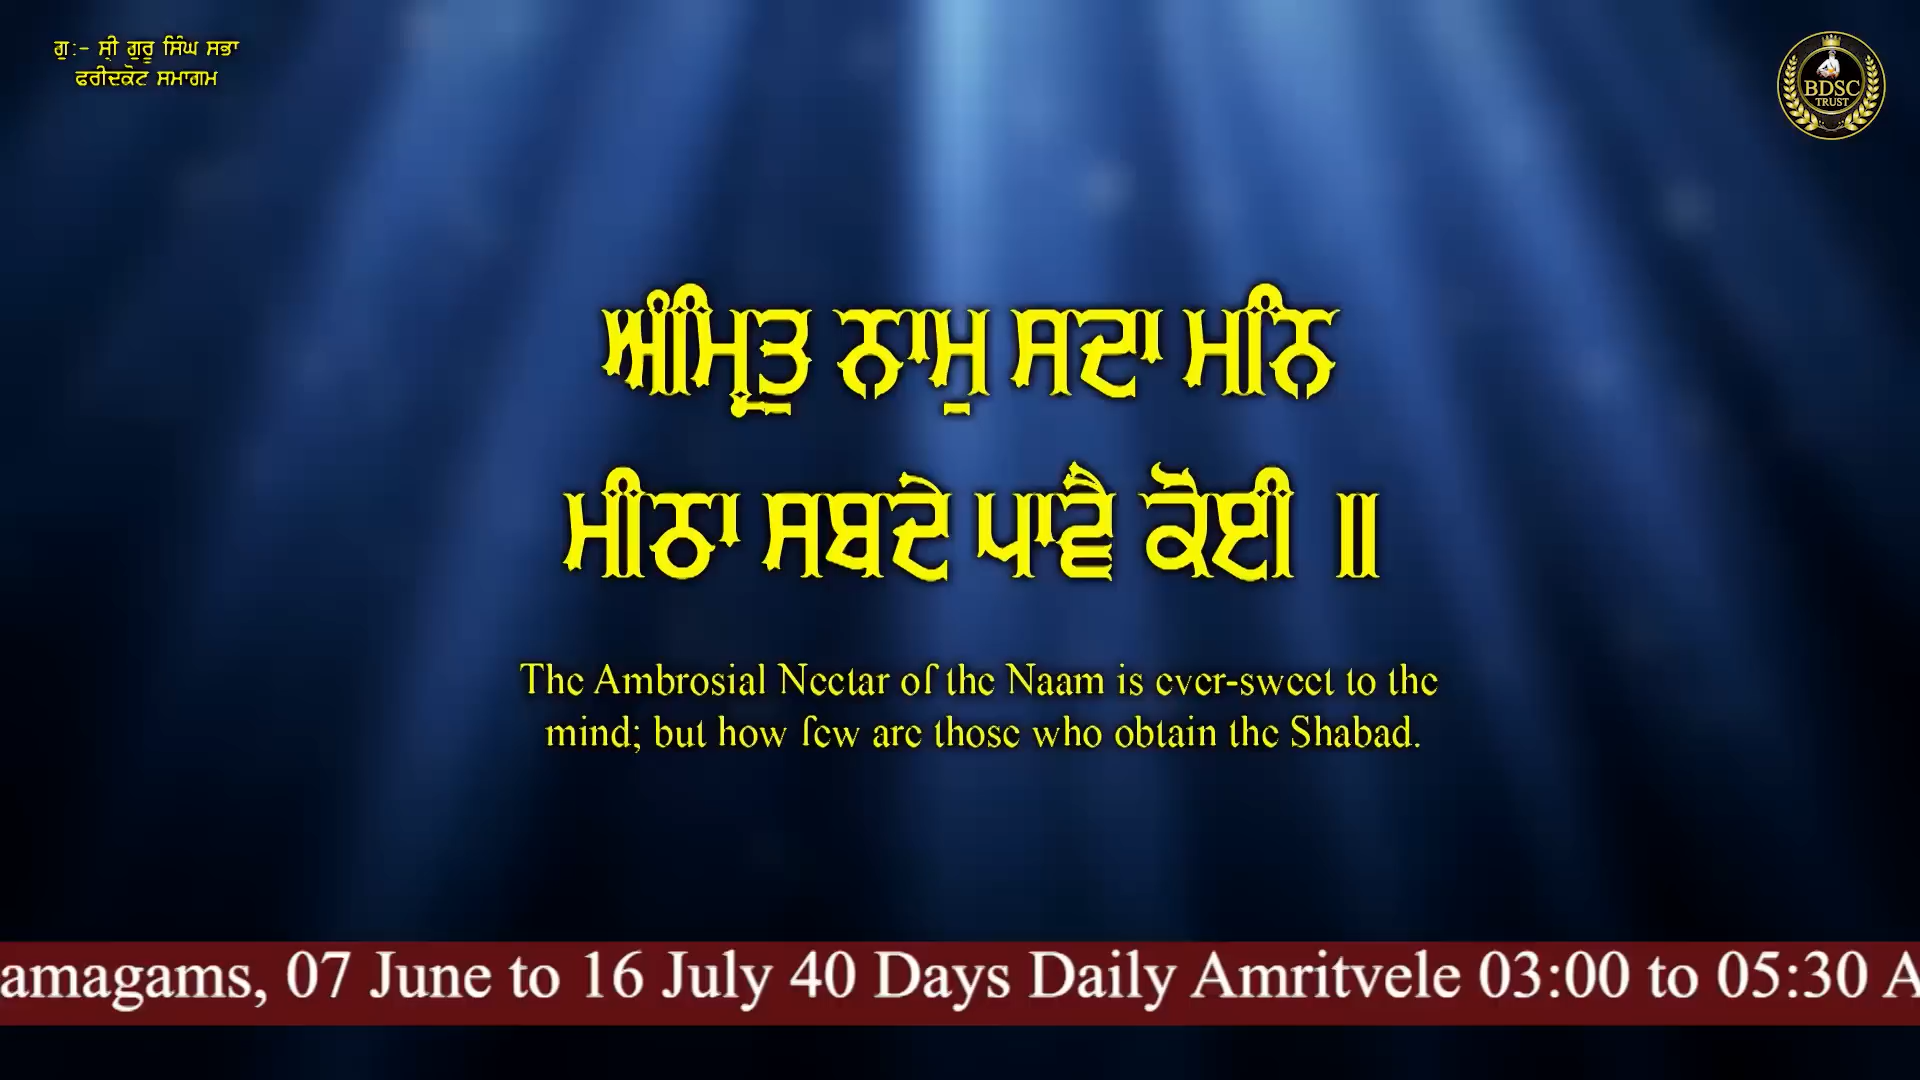 ਗੁ:- ਸ੍ਰੀ ਗੁਰੂ ਸਿੰਘ ਸਭਾ
ਫਰੀਦਕੋਟ ਸਮਾਗਮ
BDSC
TRUST
ਅੰਮ੍ਰਿਤੁ ਨਾਮੁ ਸਦਾ ਮਨਿ
ਮੀਠਾ ਸਬਦੇ ਪਾਵੈ ਕੋਈ ॥
The Ambrosial Nectar of the Naam is ever-sweet to the
mind; but how few are those who obtain the Shabad.
amagams, 07 June to 16 July 40 Days Daily Amritvele 03:00 to 05:30 A